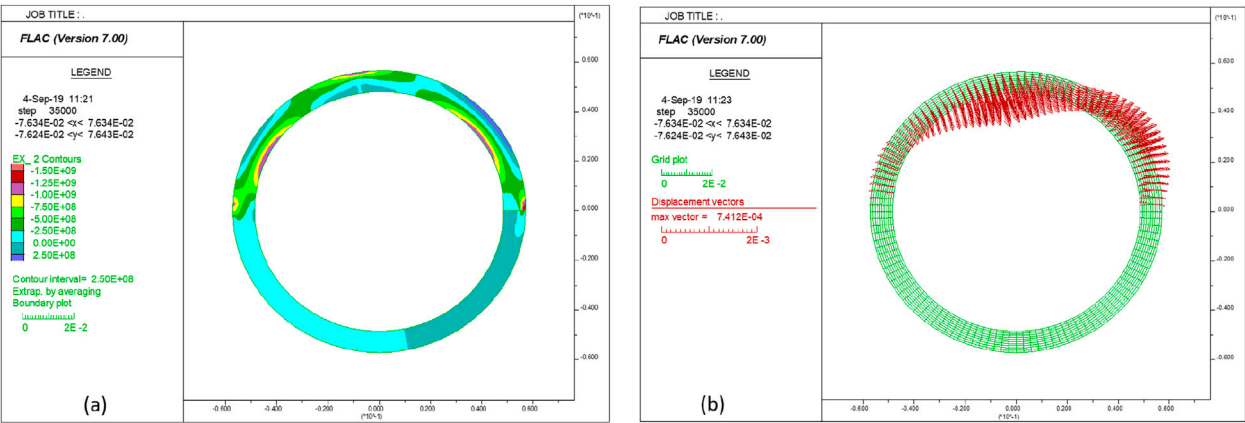 JOB TITLE : .
(*10^-1)
FLAC (Version 7.00)
LEGEND
4-Sep-19 11:21
step 35000
-7.634E-02 <x< 7.634E-02
-7.624E-02 <y< 7.643E-02
EX_ 2 Contours
-1.50E+09
-1.25E+09
-1.00E+09
-7.50E+08
-5.00E+08
-2.50E+08
0.00E+00
2.50E+08
Contour interval= 2.50E+08
Extrap. by averaging
Boundary plot
0 2E -2
0.600
0.400
0.200
0.000
-0.200
-0.400
-0.600
-0.600 -0.400 -0.200 0.000 0.200 0.400 0.600
(*10^-1)
(a)
JOB TITLE : .
(*10^-1)
FLAC (Version 7.00)
LEGEND
4-Sep-19 11:23
step 35000
-7.634E-02 <x< 7.634E-02
-7.624E-02 <y< 7.643E-02
Grid plot
0 2E -2
Displacement vectors
max vector = 7.412E-04
0 2E -3
0.600
0.400
0.200
0.000
-0.200
-0.400
-0.600
-0.600 -0.400 -0.200 0.000 0.200 0.400 0.600
(*10^-1)
(b)